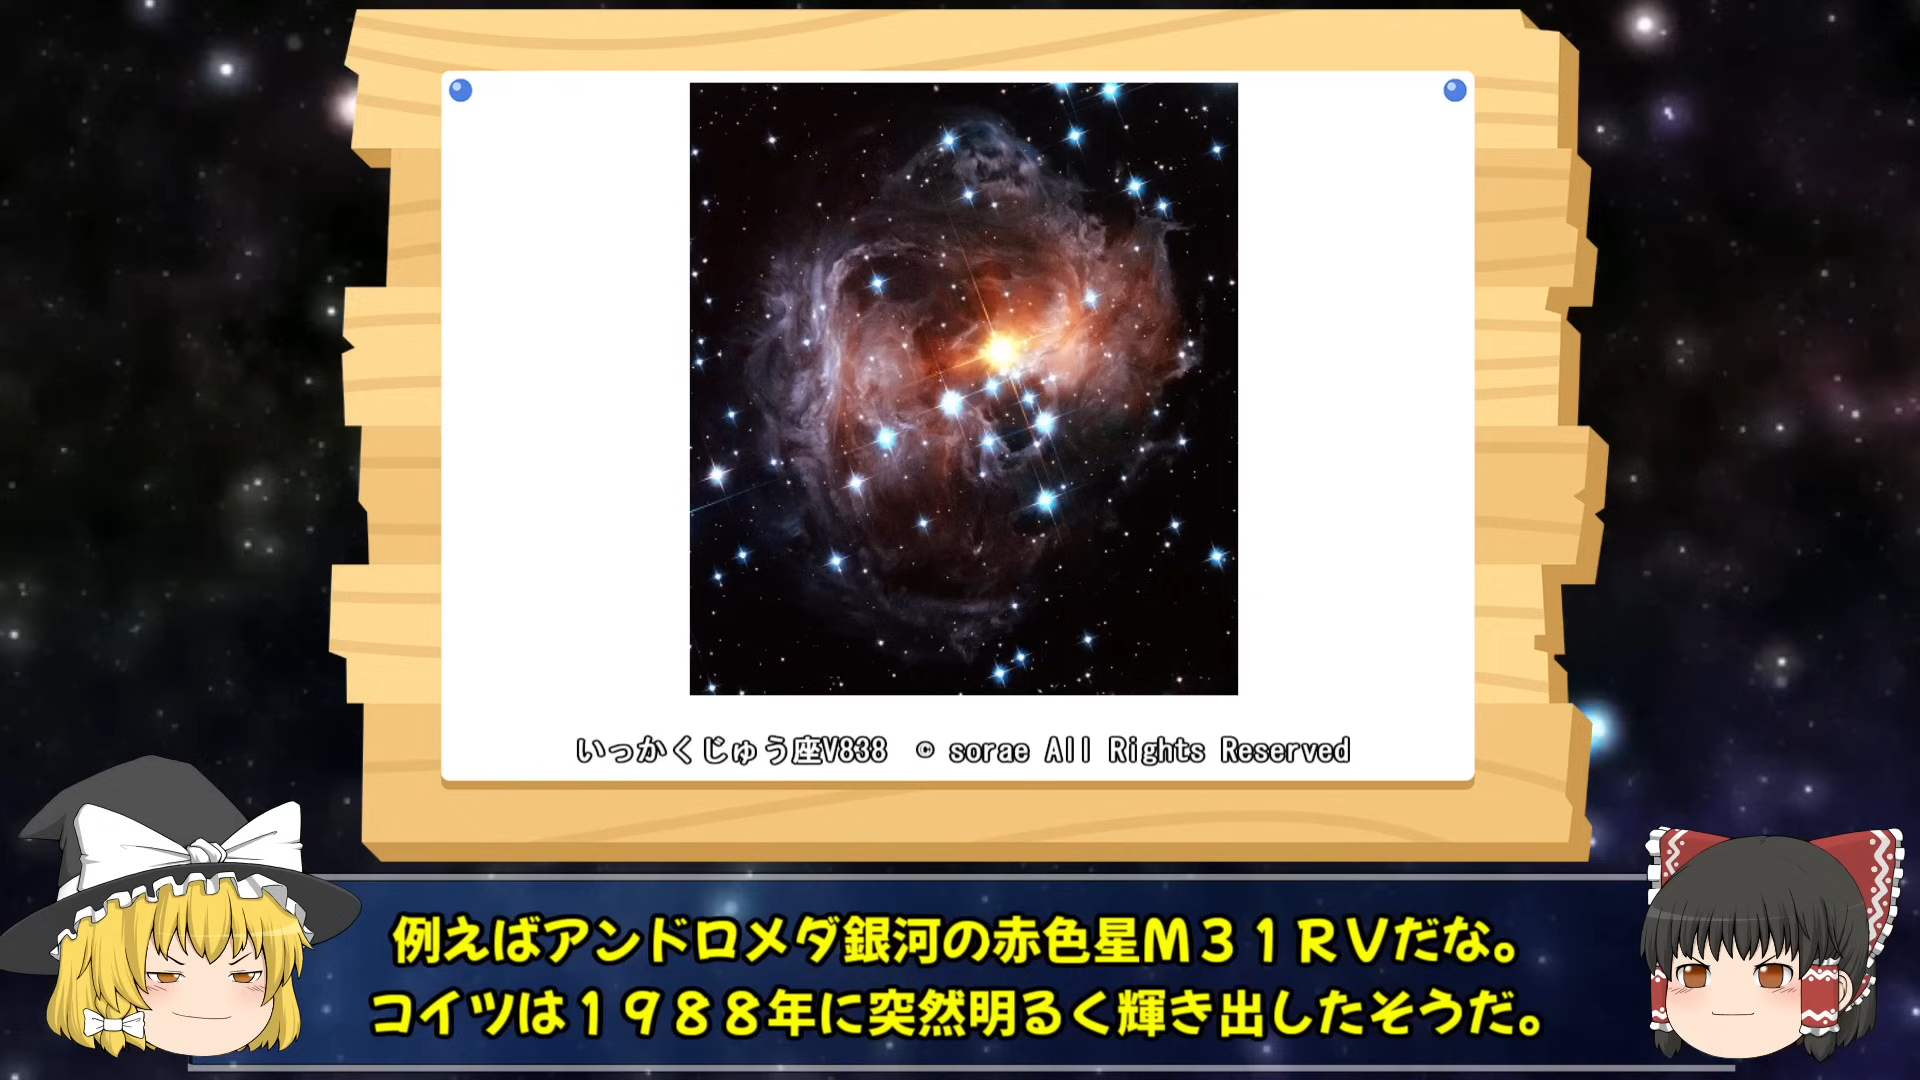 いっかくじゅう座V838　© sorae All Rights Reserved
例えばアンドロメダ銀河の赤色星Ｍ３１ＲＶだな。
コイツは１９８８年に突然明るく輝き出したそうだ。